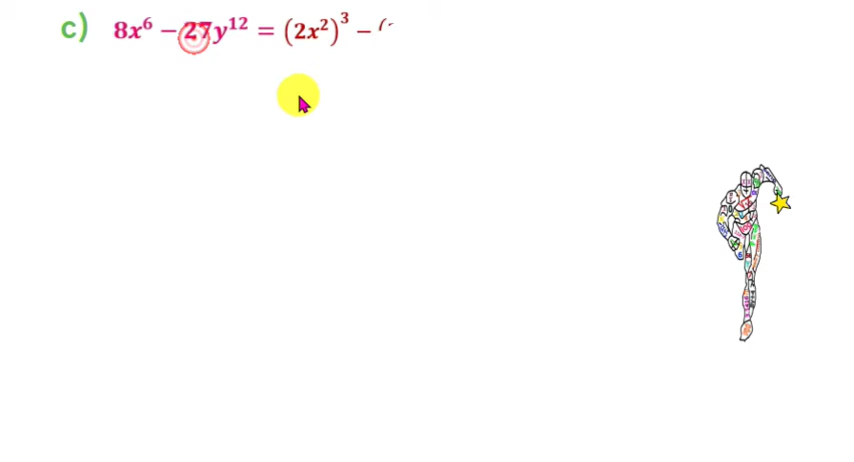 c) 8x⁶ − 27y¹² = (2x²)³ − (